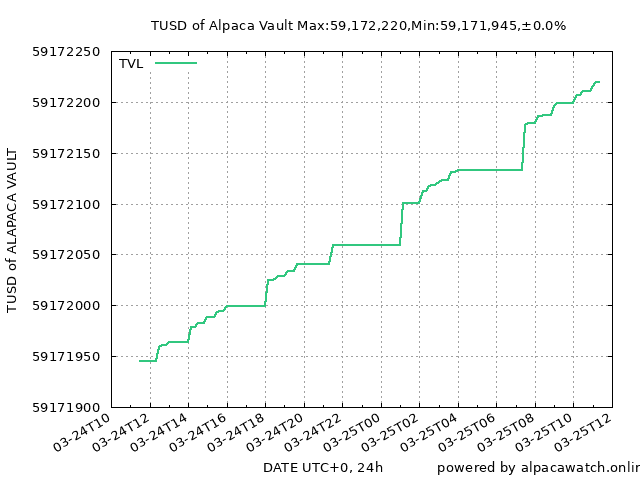 TUSD of Alpaca Vault Max:59,172,220,Min:59,171,945,±0.0%
TVL
TUSD of ALAPACA VAULT
59172250
59172200
59172150
59172100
59172050
59172000
59171950
59171900
03-24T10
03-24T12
03-24T14
03-24T16
03-24T18
03-24T20
03-24T22
03-25T00
03-25T02
03-25T04
03-25T06
03-25T08
03-25T10
03-25T12
DATE UTC+0, 24h
powered by alpacawatch.onlin